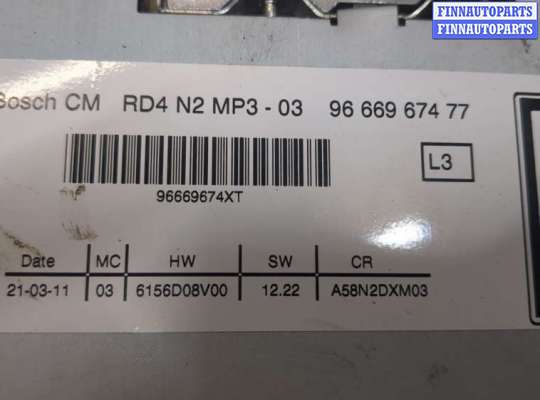 FINNAUTOPARTS
FINNAUTOPARTS
Bosch CM RD4 N2 MP3 - 03 96 669 674 77
L3
96669674XT
Date MC HW SW CR
21-03-11 03 6156D08V00 12.22 A58N2DXM03